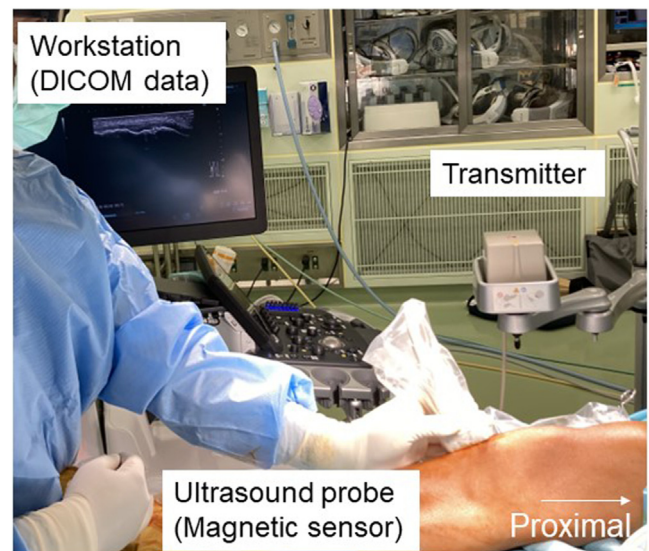 Workstation
(DICOM data)
Transmitter
Ultrasound probe
(Magnetic sensor)
Proximal